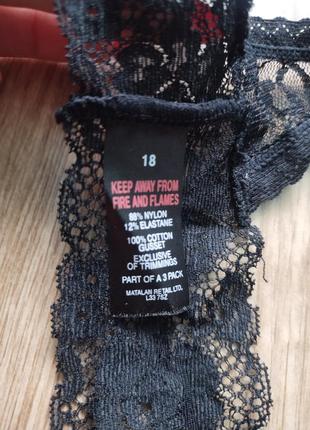 18
KEEP AWAY FROM
FIRE AND FLAMES
88% NYLON
12% ELASTANE
100% COTTON
GUSSET
EXCLUSIVE
OF TRIMMINGS
PART OF A 3 PACK
MATALAN RETAIL LTD.
L33 7SZ